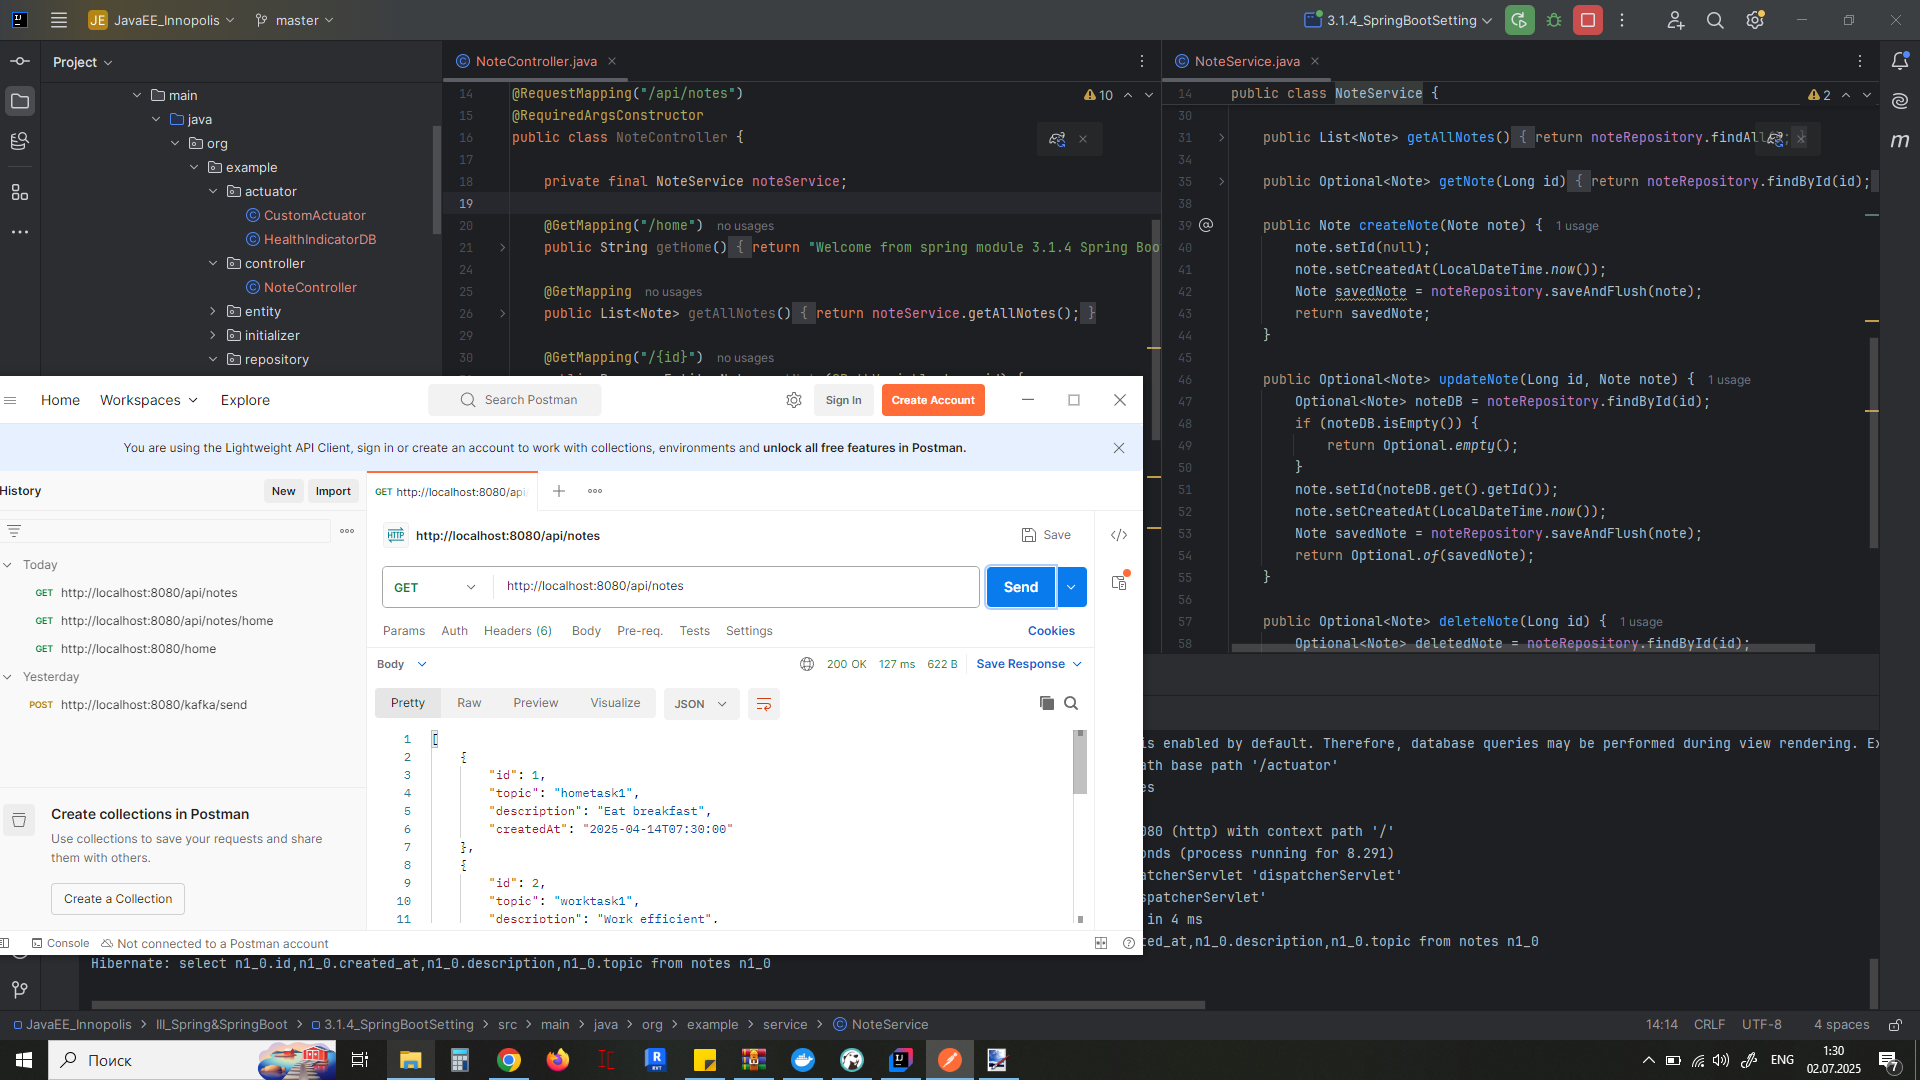 JE JavaEE_Innopolis
master
3.1.4_SpringBootSetting
Project
main
java
org
example
actuator
CustomActuator
HealthIndicatorDB
controller
NoteController
entity
initializer
repository
NoteController.java
10
14 @RequestMapping("/api/notes")
15 @RequiredArgsConstructor
16 public class NoteController {
17
18 private final NoteService noteService;
19
20 @GetMapping("/home") no usages
21 public String getHome() { return "Welcome from spring module 3.1.4 Spring Boo
24
25 @GetMapping no usages
26 public List<Note> getAllNotes() { return noteService.getAllNotes(); }
29
30 @GetMapping("/{id}") no usages
NoteService.java
2
14 public class NoteService {
30
31 public List<Note> getAllNotes() { return noteRepository.findAll
34
35 public Optional<Note> getNote(Long id) { return noteRepository.findById(id);
38
39 public Note createNote(Note note) { 1 usage
40 note.setId(null);
41 note.setCreatedAt(LocalDateTime.now());
42 Note savedNote = noteRepository.saveAndFlush(note);
43 return savedNote;
44 }
45
46 public Optional<Note> updateNote(Long id, Note note) { 1 usage
47 Optional<Note> noteDB = noteRepository.findById(id);
48 if (noteDB.isEmpty()) {
49 return Optional.empty();
50 }
51 note.setId(noteDB.get().getId());
52 note.setCreatedAt(LocalDateTime.now());
53 Note savedNote = noteRepository.saveAndFlush(note);
54 return Optional.of(savedNote);
55 }
56
57 public Optional<Note> deleteNote(Long id) { 1 usage
58 Optional<Note> deletedNote = noteRepository.findById(id);
Home Workspaces Explore
Search Postman
Sign In
Create Account
You are using the Lightweight API Client, sign in or create an account to work with collections, environments and unlock all free features in Postman.
History
New
Import
Today
GET http://localhost:8080/api/notes
GET http://localhost:8080/api/notes/home
GET http://localhost:8080/home
Yesterday
POST http://localhost:8080/kafka/send
Create collections in Postman
Use collections to save your requests and share
them with others.
Create a Collection
GET http://localhost:8080/api
HTTP http://localhost:8080/api/notes
Save
GET http://localhost:8080/api/notes
Send
Params Auth Headers (6) Body Pre-req. Tests Settings
Cookies
Body
200 OK 127 ms 622 B
Save Response
Pretty Raw Preview Visualize JSON
1 [
2 {
3 "id": 1,
4 "topic": "hometask1",
5 "description": "Eat breakfast",
6 "createdAt": "2025-04-14T07:30:00"
7 },
8 {
9 "id": 2,
10 "topic": "worktask1",
11 "description": "Work efficient",
Console Not connected to a Postman account
is enabled by default. Therefore, database queries may be performed during view rendering. Ex
ath base path '/actuator'
es
080 (http) with context path '/'
onds (process running for 8.291)
atcherServlet 'dispatcherServlet'
spatcherServlet'
in 4 ms
ted_at,n1_0.description,n1_0.topic from notes n1_0
Hibernate: select n1_0.id,n1_0.created_at,n1_0.description,n1_0.topic from notes n1_0
JavaEE_Innopolis > III_Spring&SpringBoot > 3.1.4_SpringBootSetting > src > main > java > org > example > service > NoteService
14:14 CRLF UTF-8 4 spaces
Поиск
ENG
1:30
02.07.2025
7